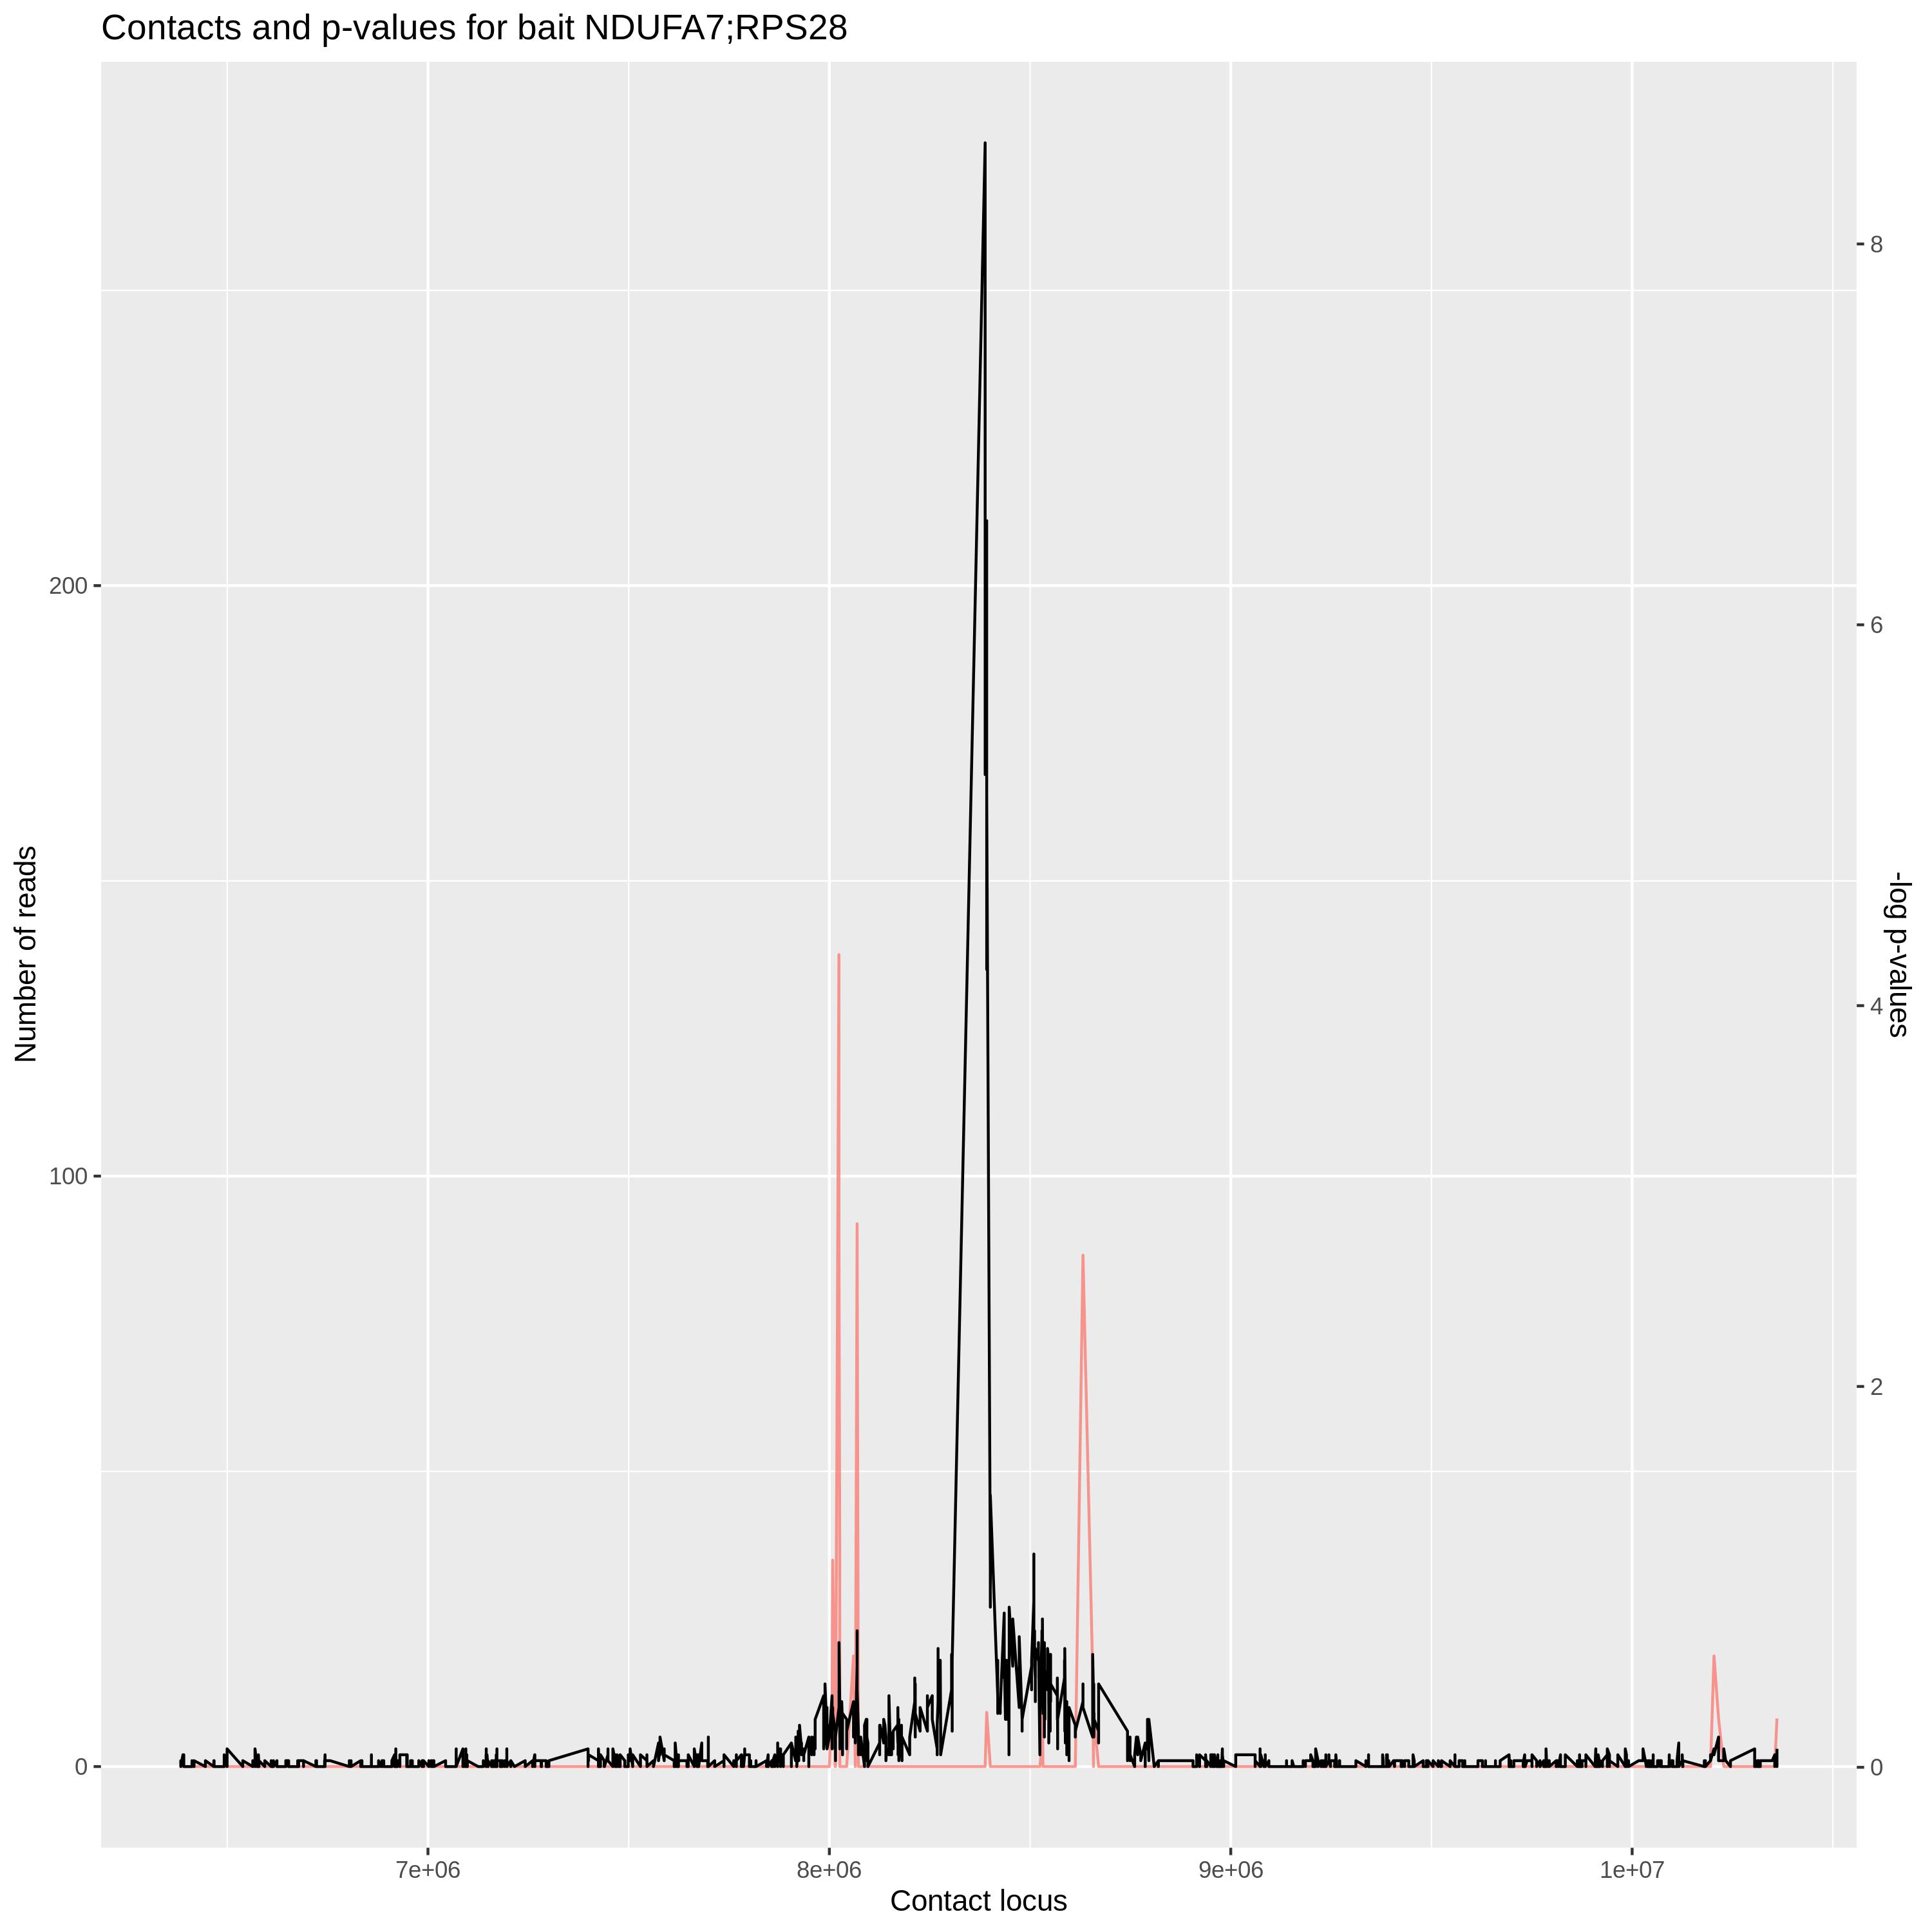 Contacts and p-values for bait NDUFA7;RPS28
Number of reads
200
100
0
8
6
4
2
0
-log p-values
7e+06
8e+06
9e+06
1e+07
Contact locus